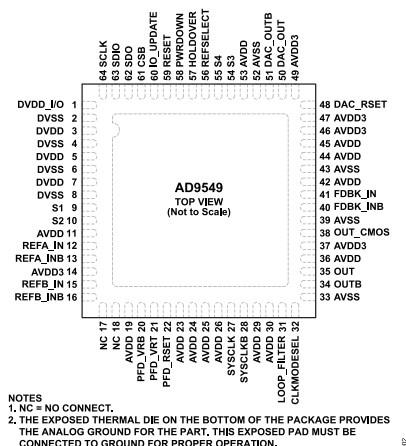 64 SCLK
63 SDIO
62 SDO
61 CSB
60 IO_UPDATE
59 RESET
58 PWRDOWN
57 HOLDOVER
56 REFSELECT
55 S4
54 S3
53 AVDD
52 AVSS
51 DAC_OUTB
50 DAC_OUT
49 AVDD3
DVDD_I/O 1
DVSS 2
DVDD 3
DVSS 4
DVDD 5
DVSS 6
DVDD 7
DVSS 8
S1 9
S2 10
AVDD 11
REFA_IN 12
REFA_INB 13
AVDD3 14
REFB_IN 15
REFB_INB 16
AD9549
TOP VIEW
(Not to Scale)
48 DAC_RSET
47 AVDD3
46 AVDD3
45 AVDD
44 AVDD
43 AVSS
42 AVDD
41 FDBK_IN
40 FDBK_INB
39 AVSS
38 OUT_CMOS
37 AVDD3
36 AVDD
35 OUT
34 OUTB
33 AVSS
NC 17
NC 18
AVDD 19
PFD_VRB 20
PFD_VRT 21
PFD_RSET 22
AVDD 23
AVDD 24
AVDD 25
AVDD 26
SYSCLK 27
SYSCLKB 28
AVDD 29
AVDD 30
LOOP_FILTER 31
CLKMODESEL 32
NOTES
1. NC = NO CONNECT.
2. THE EXPOSED THERMAL DIE ON THE BOTTOM OF THE PACKAGE PROVIDES
THE ANALOG GROUND FOR THE PART. THIS EXPOSED PAD MUST BE
CONNECTED TO GROUND FOR PROPER OPERATION.